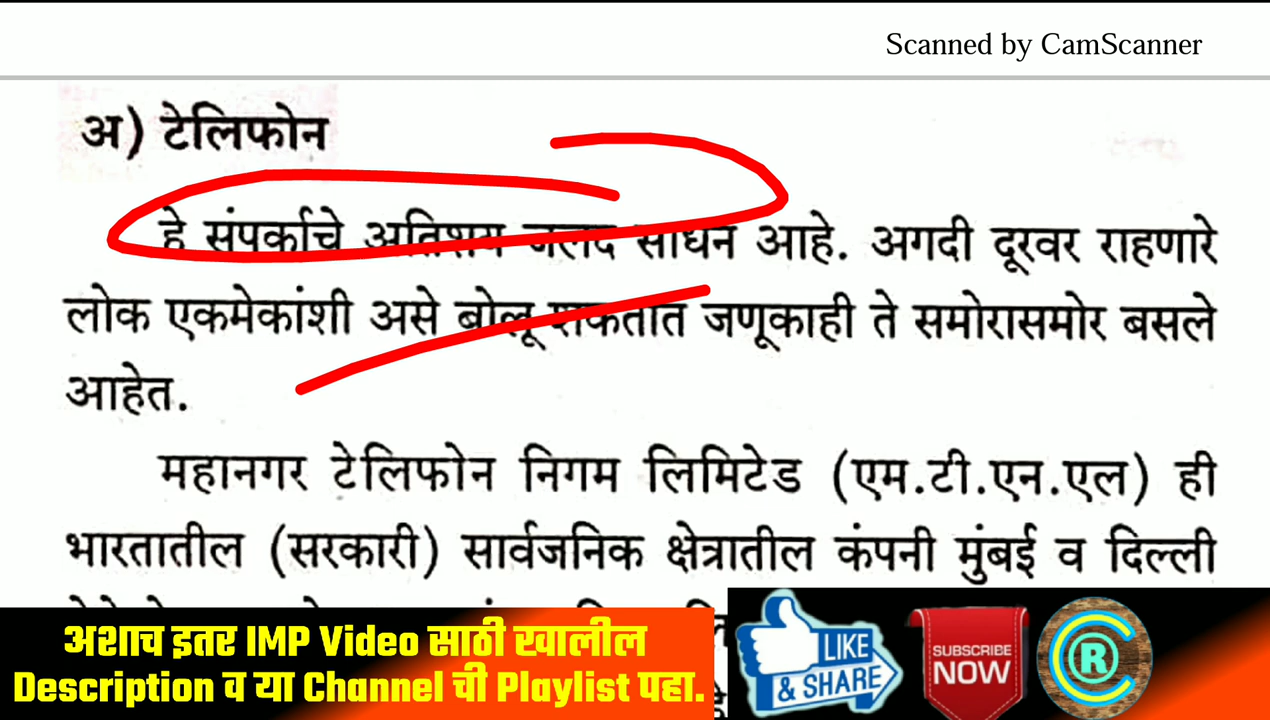 Scanned by CamScanner
अ) टेलिफोन
हे संपर्काचे अतिशय जलद साधन आहे. अगदी दूरवर राहणारे
लोक एकमेकांशी असे बोलू शकतात जणूकाही ते समोरासमोर बसले
आहेत.
महानगर टेलिफोन निगम लिमिटेड (एम.टी.एन.एल) ही
भारतातील (सरकारी) सार्वजनिक क्षेत्रातील कंपनी मुंबई व दिल्ली
अशाच इतर IMP Video साठी खालील
Description व या Channel ची Playlist पहा.
LIKE
& SHARE
SUBSCRIBE
NOW
R